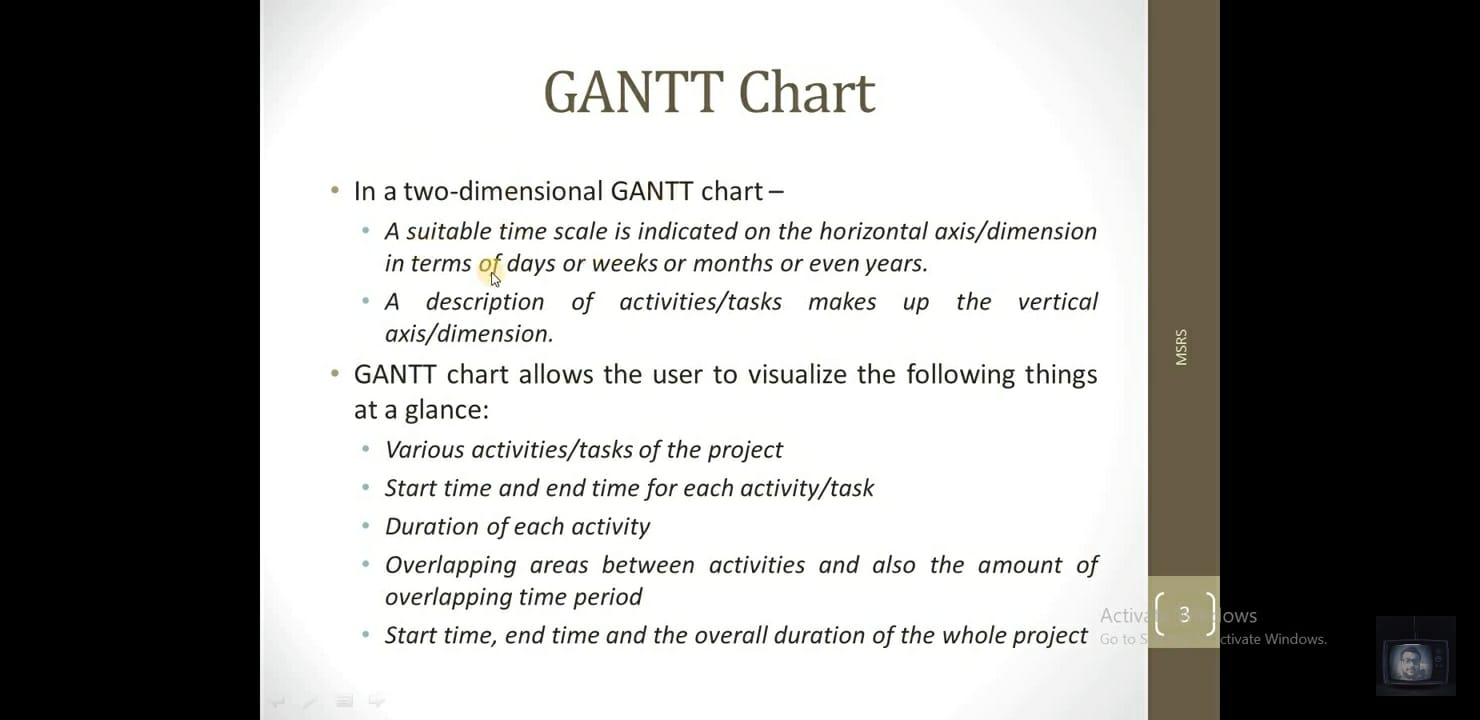 GANTT Chart
• In a two-dimensional GANTT chart –
• A suitable time scale is indicated on the horizontal axis/dimension
in terms of days or weeks or months or even years.
• A description of activities/tasks makes up the vertical
axis/dimension.
• GANTT chart allows the user to visualize the following things
at a glance:
• Various activities/tasks of the project
• Start time and end time for each activity/task
• Duration of each activity
• Overlapping areas between activities and also the amount of
overlapping time period
• Start time, end time and the overall duration of the whole project
MSRS
3
Go to